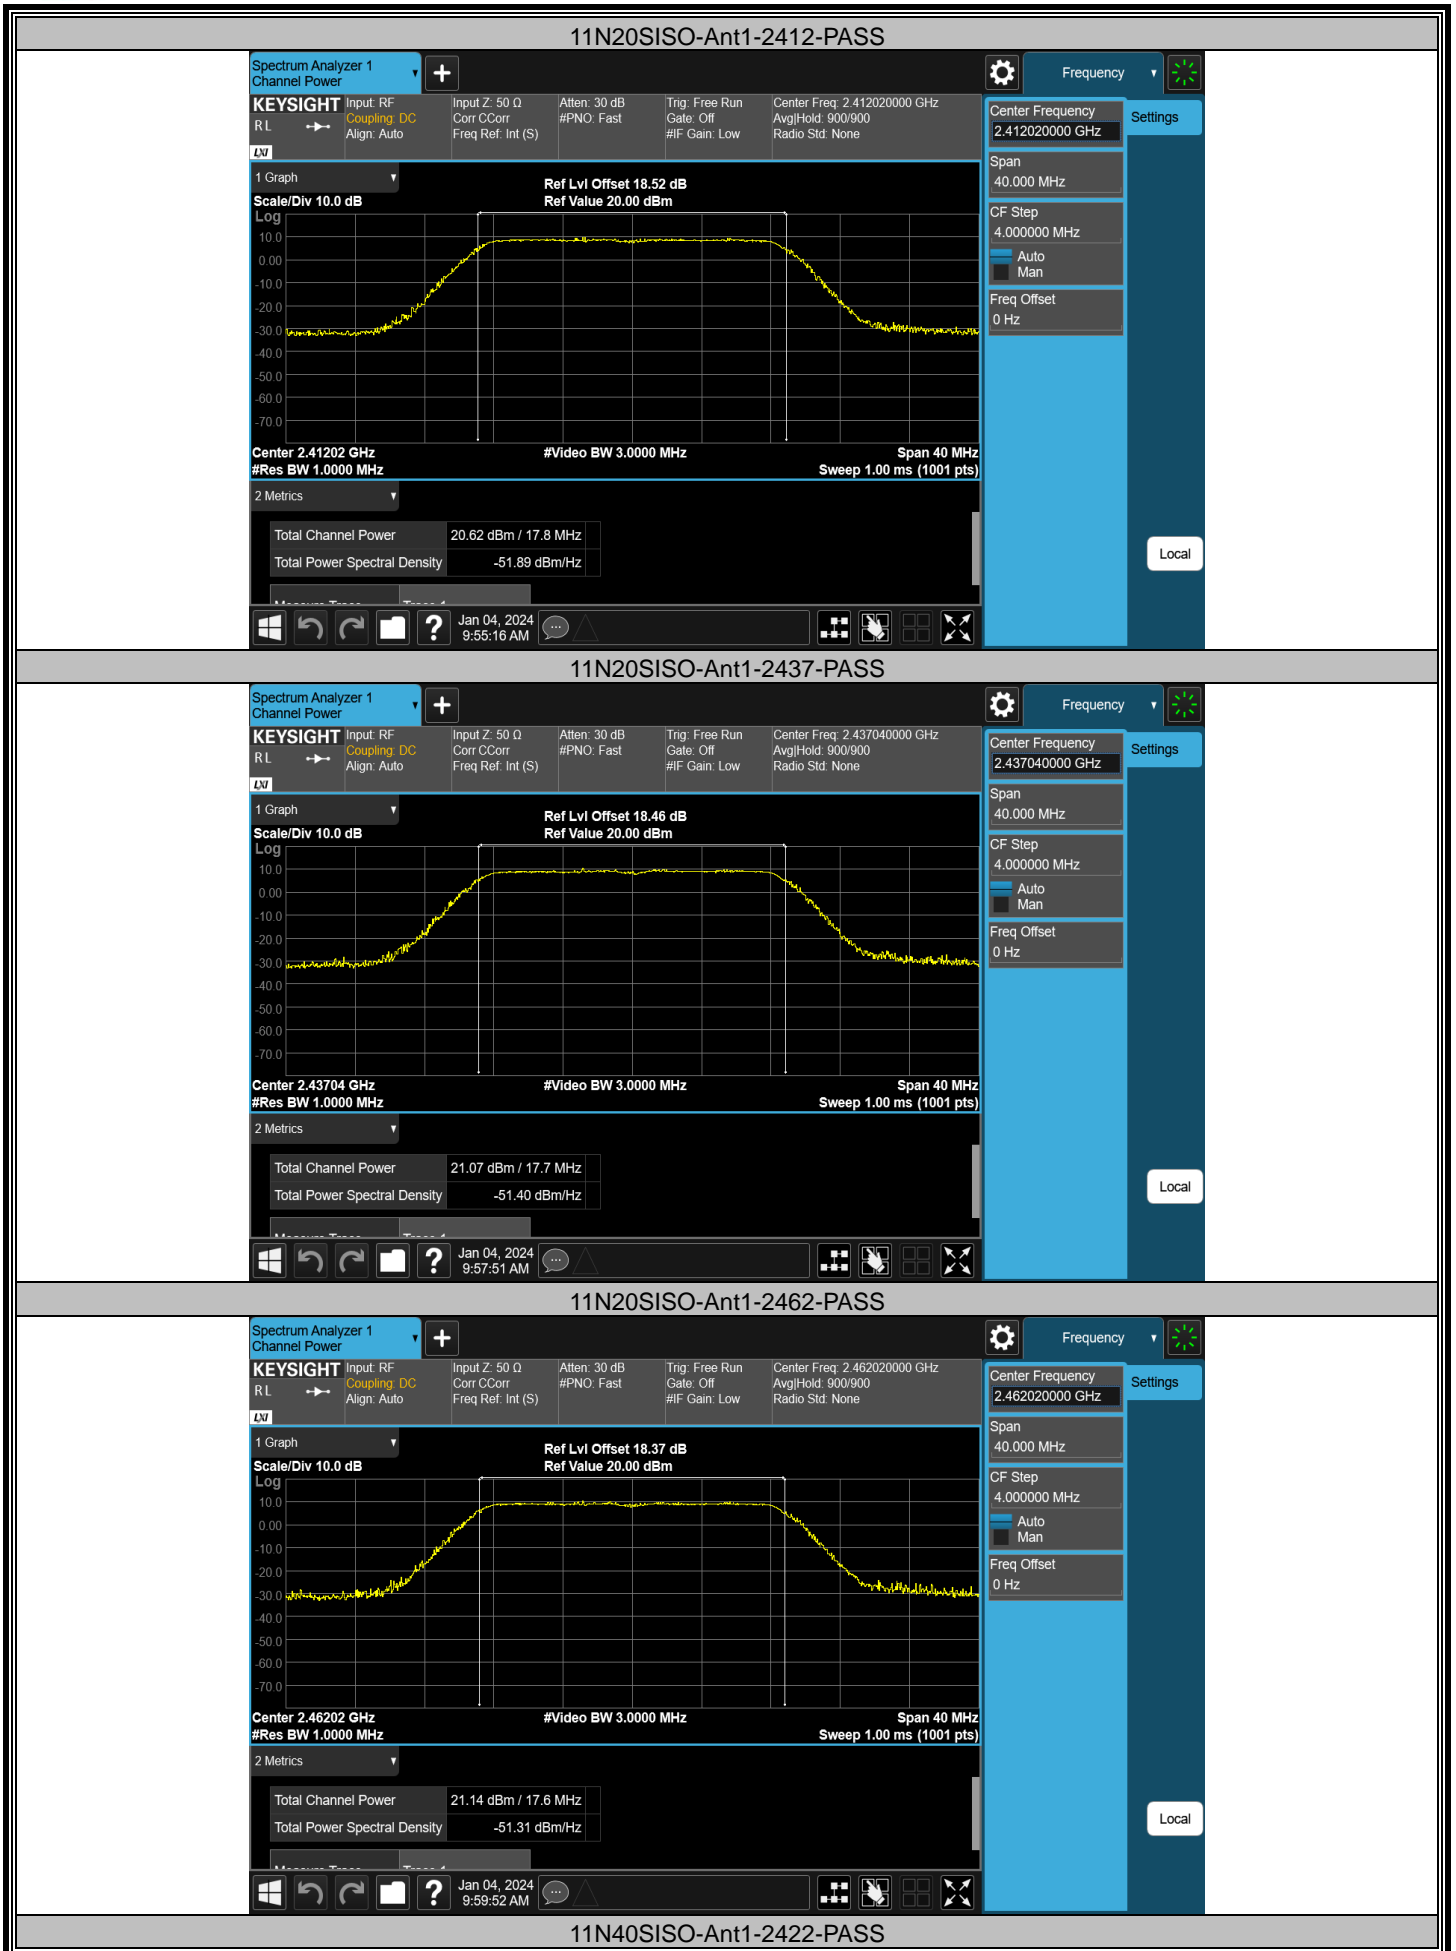 11N20SISO-Ant1-2412-PASS
Spectrum Analyzer 1
Channel Power
Frequency
KEYSIGHT
RL
LXI
Input: RF
Coupling: DC
Align: Auto
Input Z: 50 Ω
Corr CCorr
Freq Ref: Int (S)
Atten: 30 dB
#PNO: Fast
Trig: Free Run
Gate: Off
#IF Gain: Low
Center Freq: 2.412020000 GHz
Avg|Hold: 900/900
Radio Std: None
Center Frequency
2.412020000 GHz
Settings
Span
40.000 MHz
CF Step
4.000000 MHz
Auto
Man
Freq Offset
0 Hz
Local
1 Graph
Scale/Div 10.0 dB
Ref Lvl Offset 18.52 dB
Ref Value 20.00 dBm
Log
10.0
0.00
-10.0
-20.0
-30.0
-40.0
-50.0
-60.0
-70.0
Center 2.41202 GHz
#Video BW 3.0000 MHz
Span 40 MHz
#Res BW 1.0000 MHz
Sweep 1.00 ms (1001 pts)
2 Metrics
Total Channel Power 20.62 dBm / 17.8 MHz
Total Power Spectral Density -51.89 dBm/Hz
Jan 04, 2024
9:55:16 AM
11N20SISO-Ant1-2437-PASS
Spectrum Analyzer 1
Channel Power
Frequency
KEYSIGHT
RL
LXI
Input: RF
Coupling: DC
Align: Auto
Input Z: 50 Ω
Corr CCorr
Freq Ref: Int (S)
Atten: 30 dB
#PNO: Fast
Trig: Free Run
Gate: Off
#IF Gain: Low
Center Freq: 2.437040000 GHz
Avg|Hold: 900/900
Radio Std: None
Center Frequency
2.437040000 GHz
Settings
Span
40.000 MHz
CF Step
4.000000 MHz
Auto
Man
Freq Offset
0 Hz
Local
1 Graph
Scale/Div 10.0 dB
Ref Lvl Offset 18.46 dB
Ref Value 20.00 dBm
Log
10.0
0.00
-10.0
-20.0
-30.0
-40.0
-50.0
-60.0
-70.0
Center 2.43704 GHz
#Video BW 3.0000 MHz
Span 40 MHz
#Res BW 1.0000 MHz
Sweep 1.00 ms (1001 pts)
2 Metrics
Total Channel Power 21.07 dBm / 17.7 MHz
Total Power Spectral Density -51.40 dBm/Hz
Jan 04, 2024
9:57:51 AM
11N20SISO-Ant1-2462-PASS
Spectrum Analyzer 1
Channel Power
Frequency
KEYSIGHT
RL
LXI
Input: RF
Coupling: DC
Align: Auto
Input Z: 50 Ω
Corr CCorr
Freq Ref: Int (S)
Atten: 30 dB
#PNO: Fast
Trig: Free Run
Gate: Off
#IF Gain: Low
Center Freq: 2.462020000 GHz
Avg|Hold: 900/900
Radio Std: None
Center Frequency
2.462020000 GHz
Settings
Span
40.000 MHz
CF Step
4.000000 MHz
Auto
Man
Freq Offset
0 Hz
Local
1 Graph
Scale/Div 10.0 dB
Ref Lvl Offset 18.37 dB
Ref Value 20.00 dBm
Log
10.0
0.00
-10.0
-20.0
-30.0
-40.0
-50.0
-60.0
-70.0
Center 2.46202 GHz
#Video BW 3.0000 MHz
Span 40 MHz
#Res BW 1.0000 MHz
Sweep 1.00 ms (1001 pts)
2 Metrics
Total Channel Power 21.14 dBm / 17.6 MHz
Total Power Spectral Density -51.31 dBm/Hz
Jan 04, 2024
9:59:52 AM
11N40SISO-Ant1-2422-PASS